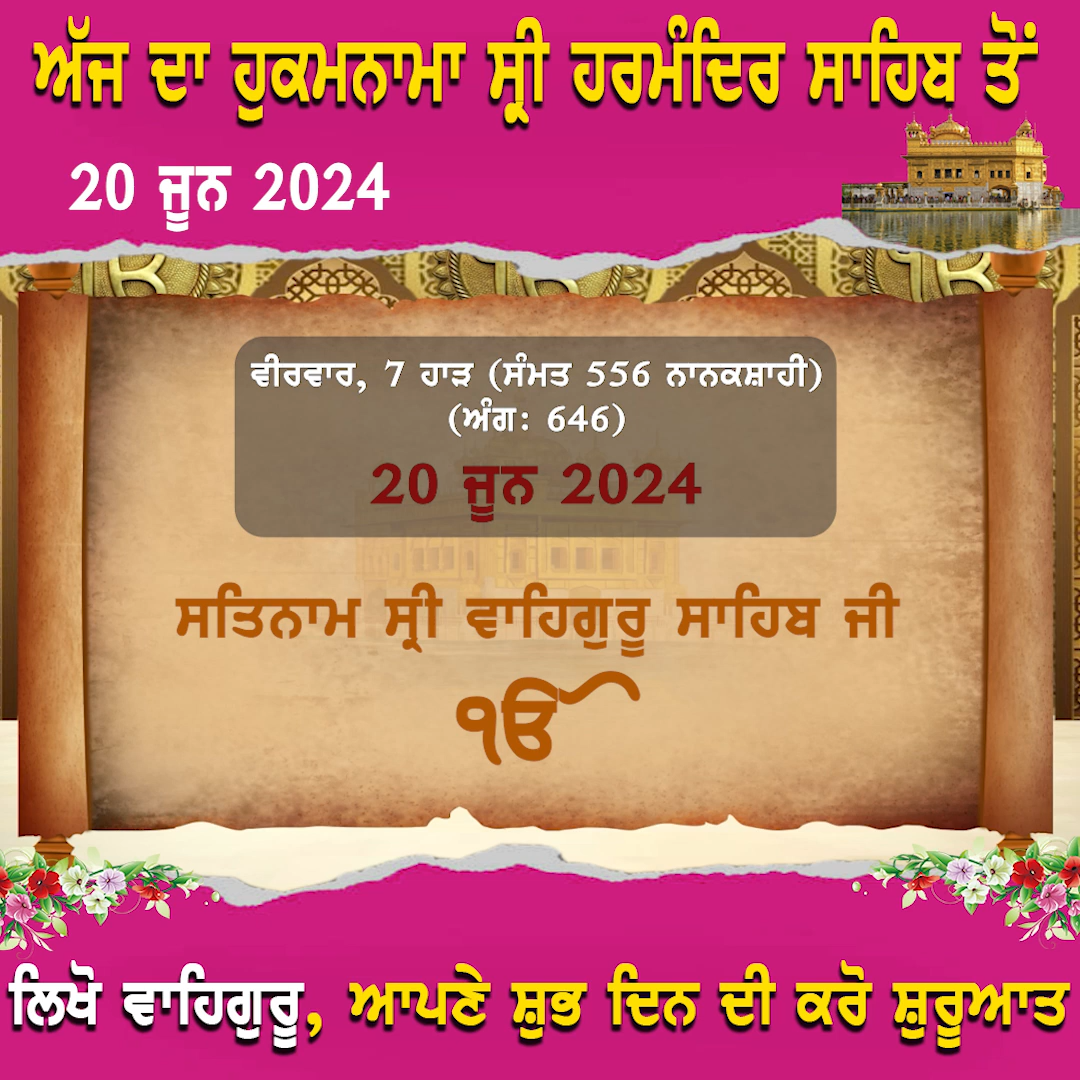 ਅੱਜ ਦਾ ਹੁਕਮਨਾਮਾ ਸ੍ਰੀ ਹਰਮੰਦਿਰ ਸਾਹਿਬ ਤੋਂ
20 ਜੂਨ 2024
ਵੀਰਵਾਰ, 7 ਹਾੜ (ਸੰਮਤ 556 ਨਾਨਕਸ਼ਾਹੀ)
(ਅੰਗ: 646)
20 ਜੂਨ 2024
ਸਤਿਨਾਮ ਸ੍ਰੀ ਵਾਹਿਗੁਰੂ ਸਾਹਿਬ ਜੀ
ੴ
ਲਿਖੋ ਵਾਹਿਗੁਰੂ, ਆਪਣੇ ਸ਼ੁਭ ਦਿਨ ਦੀ ਕਰੋ ਸ਼ੁਰੂਆਤ